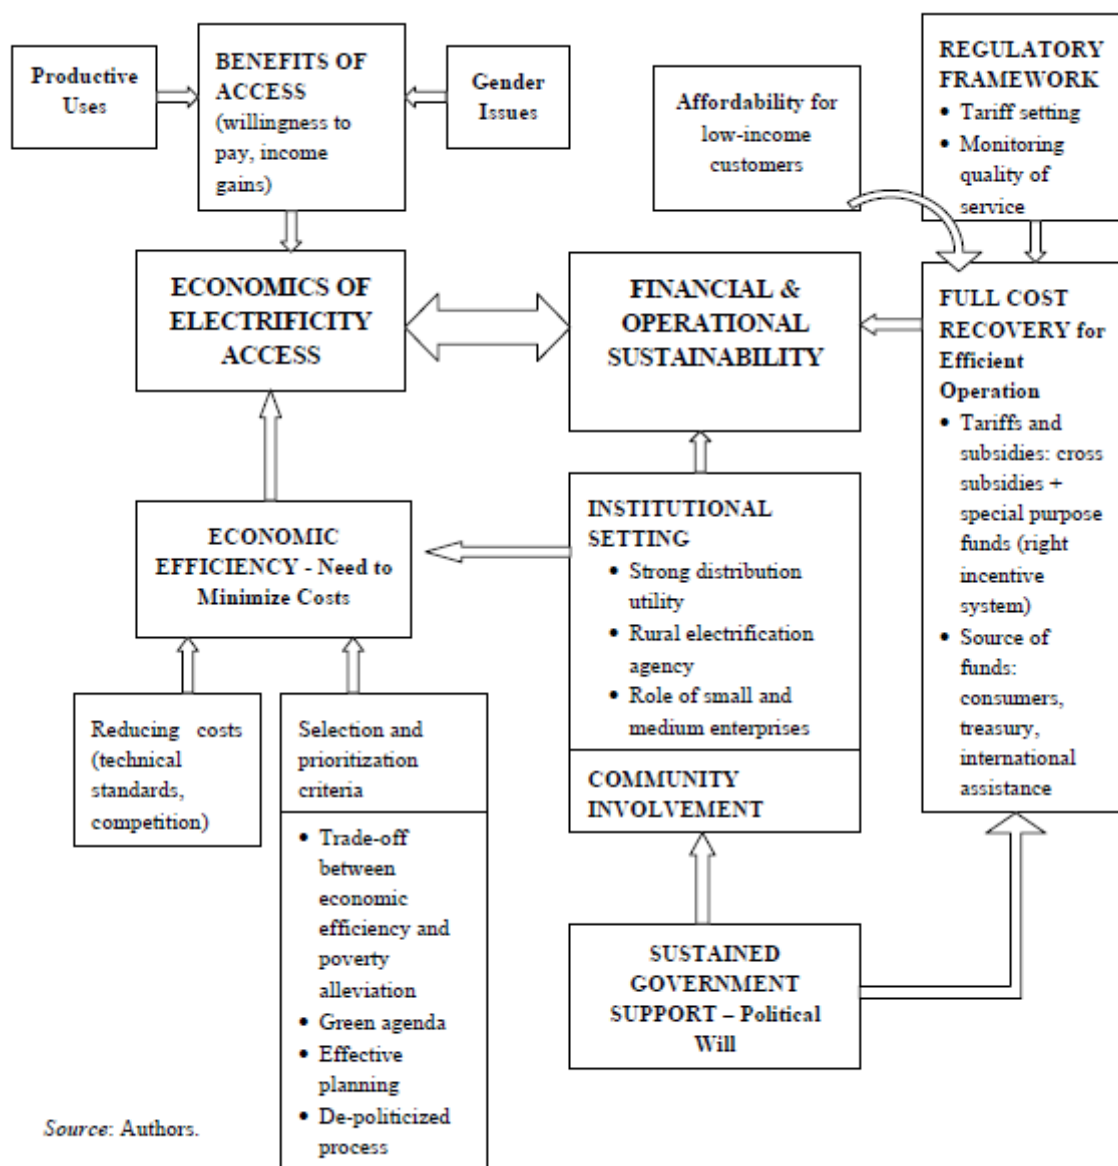 Productive
Uses
BENEFITS OF
ACCESS
(willingness to
pay, income
gains)
Gender
Issues
Affordability for
low-income
customers
REGULATORY
FRAMEWORK
• Tariff setting
• Monitoring
quality of
service
ECONOMICS OF
ELECTRIFICITY
ACCESS
FINANCIAL &
OPERATIONAL
SUSTAINABILITY
FULL COST
RECOVERY for
Efficient
Operation
• Tariffs and
subsidies: cross
subsidies +
special purpose
funds (right
incentive
system)
• Source of
funds:
consumers,
treasury,
international
assistance
ECONOMIC
EFFICIENCY - Need to
Minimize Costs
INSTITUTIONAL
SETTING
• Strong distribution
utility
• Rural electrification
agency
• Role of small and
medium enterprises
COMMUNITY
INVOLVEMENT
Reducing costs
(technical
standards,
competition)
Selection and
prioritization
criteria
• Trade-off
between
economic
efficiency and
poverty
alleviation
• Green agenda
• Effective
planning
• De-politicized
process
SUSTAINED
GOVERNMENT
SUPPORT – Political
Will
Source: Authors.